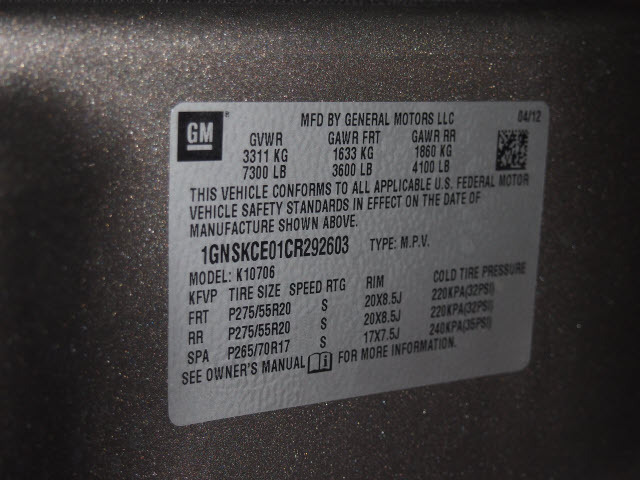 GM
MFD BY GENERAL MOTORS LLC 04/12
GVWR GAWR FRT GAWR RR
3311 KG 1633 KG 1860 KG
7300 LB 3600 LB 4100 LB
THIS VEHICLE CONFORMS TO ALL APPLICABLE U.S. FEDERAL MOTOR
VEHICLE SAFETY STANDARDS IN EFFECT ON THE DATE OF
MANUFACTURE SHOWN ABOVE.
1GNSKCE01CR292603 TYPE: M.P.V.
MODEL: K10706
KFVP TIRE SIZE SPEED RTG RIM COLD TIRE PRESSURE
FRT P275/55R20 S 20X8.5J 220KPA(32PSI)
RR P275/55R20 S 20X8.5J 220KPA(32PSI)
SPA P265/70R17 S 17X7.5J 240KPA(35PSI)
SEE OWNER'S MANUAL i FOR MORE INFORMATION.